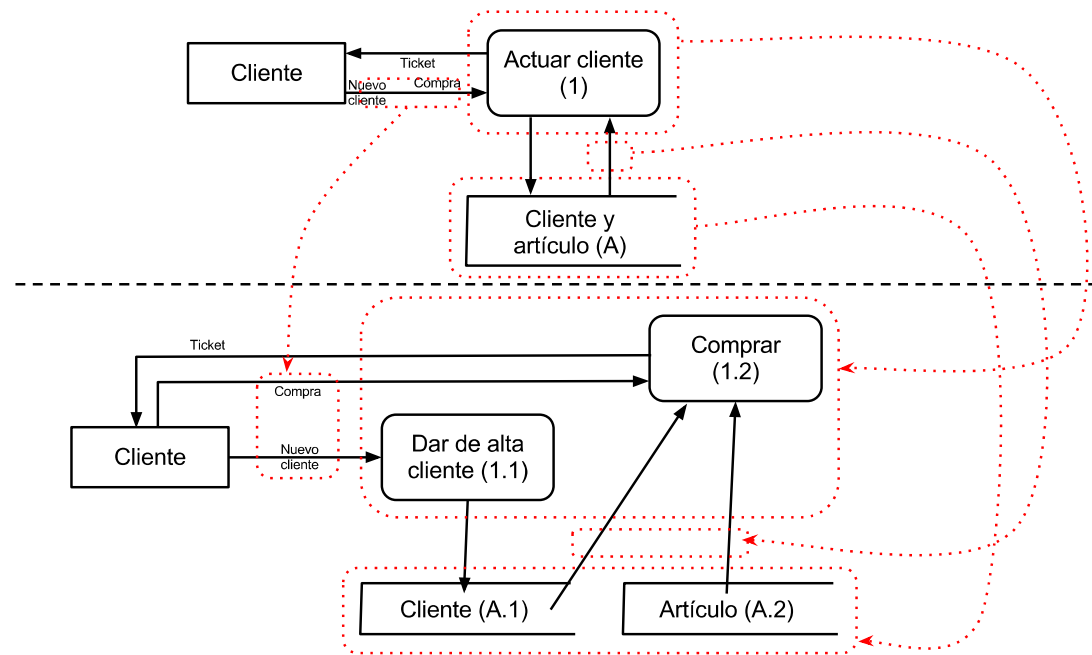 Actuar cliente
(1)
Cliente
Ticket
Nuevo
cliente
Compra
Cliente y
artículo (A)
Ticket
Comprar
(1.2)
Compra
Cliente
Nuevo
cliente
Dar de alta
cliente (1.1)
Cliente (A.1)
Artículo (A.2)